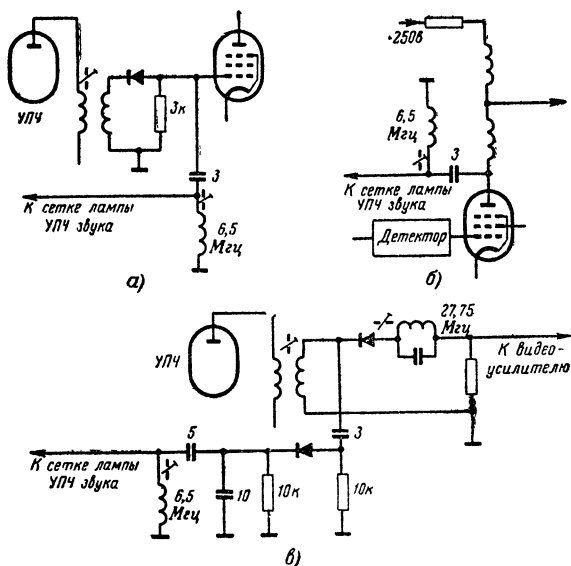 УПЧ
3к
3
К сетке лампы
УПЧ звука
6,5
Мгц
а)
+250в
6,5
Мгц
3
К сетке лампы
УПЧ звука
Детектор
б)
УПЧ
27,75
Мгц
К видео-
усилителю
3
5
К сетке лампы
УПЧ звука
6,5
Мгц
10
10к
10к
в)